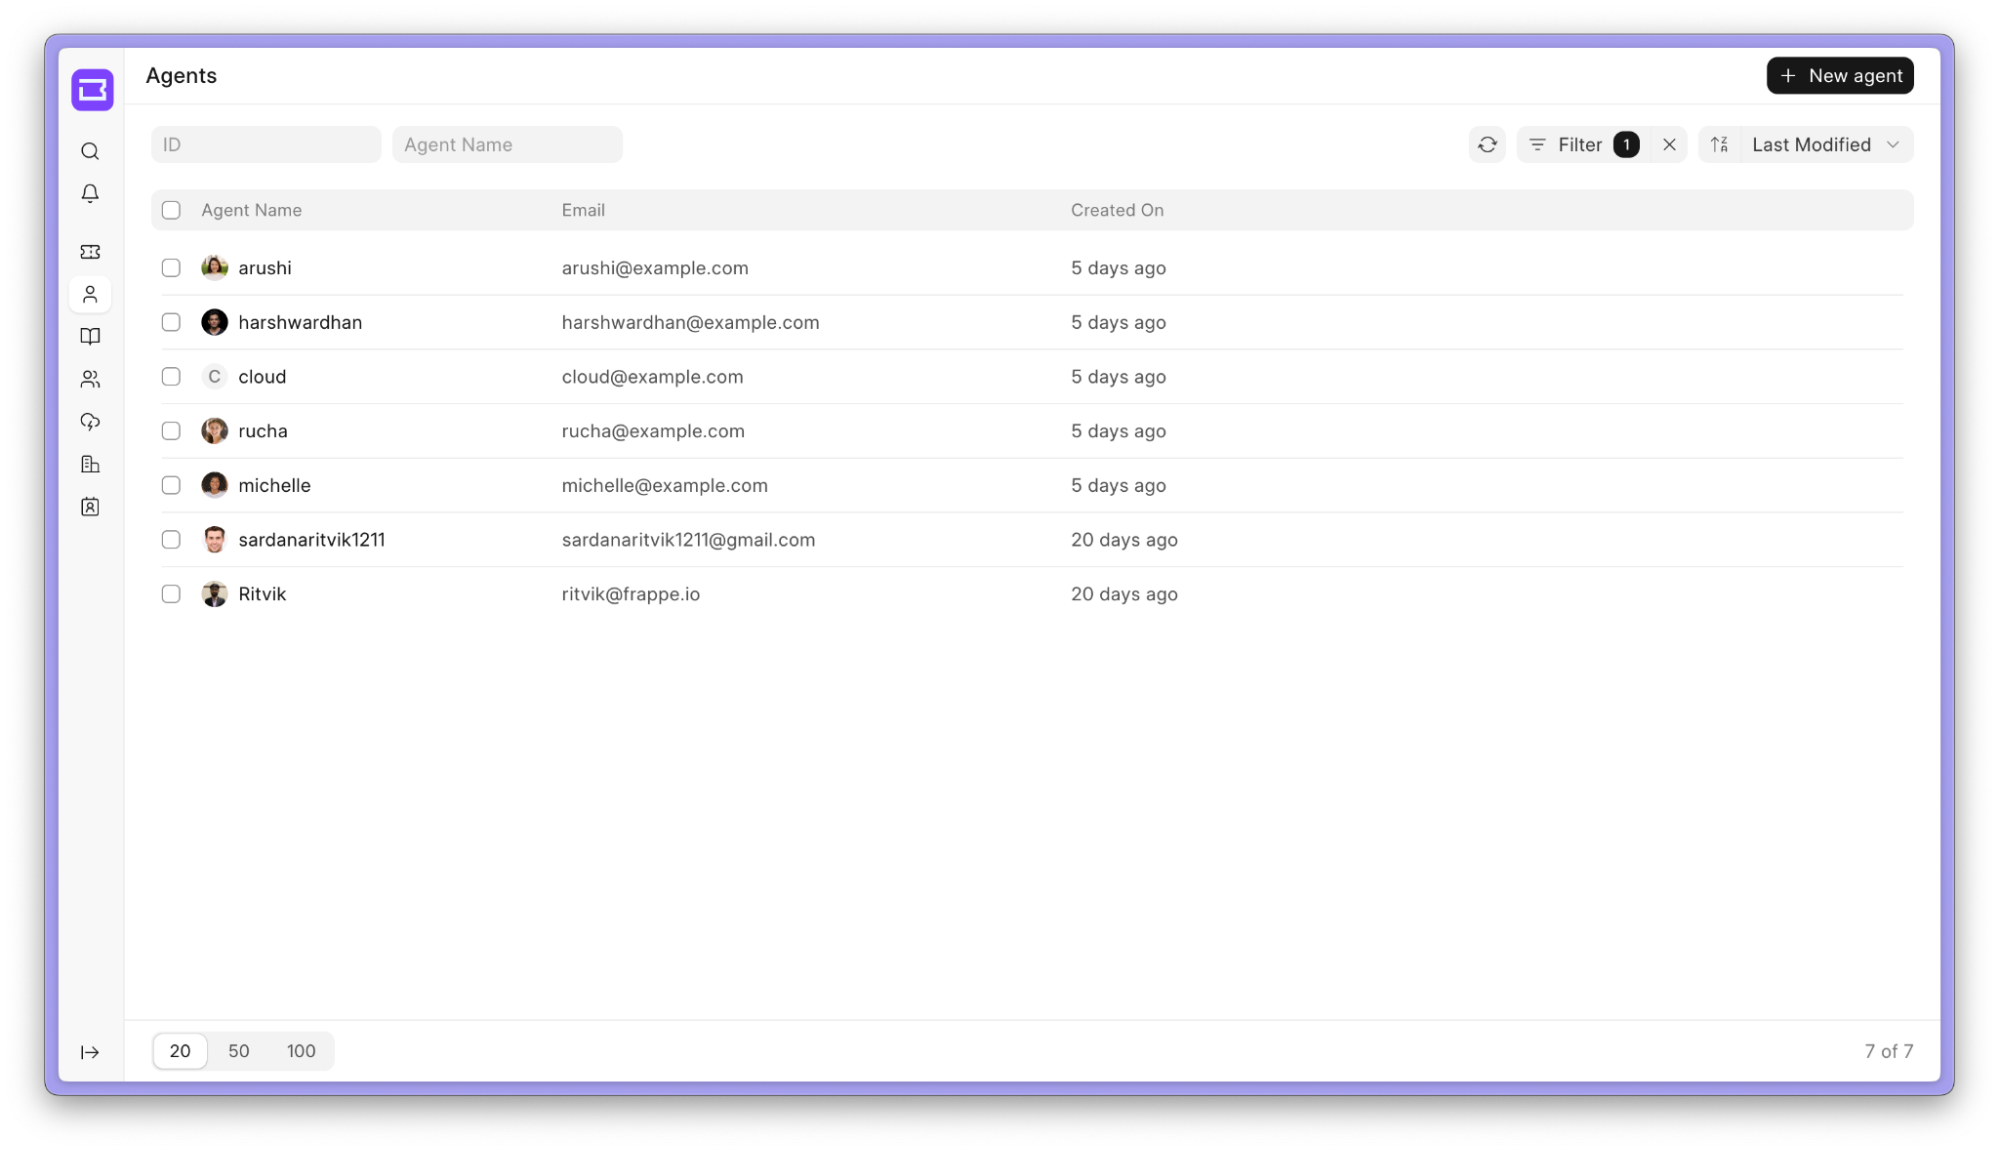 Agents
+ New agent
ID Agent Name Filter 1 Last Modified
Agent Name Email Created On
arushi arushi@example.com 5 days ago
harshwardhan harshwardhan@example.com 5 days ago
C cloud cloud@example.com 5 days ago
rucha rucha@example.com 5 days ago
michelle michelle@example.com 5 days ago
sardanaritvik1211 sardanaritvik1211@gmail.com 20 days ago
Ritvik ritvik@frappe.io 20 days ago
20 50 100 7 of 7